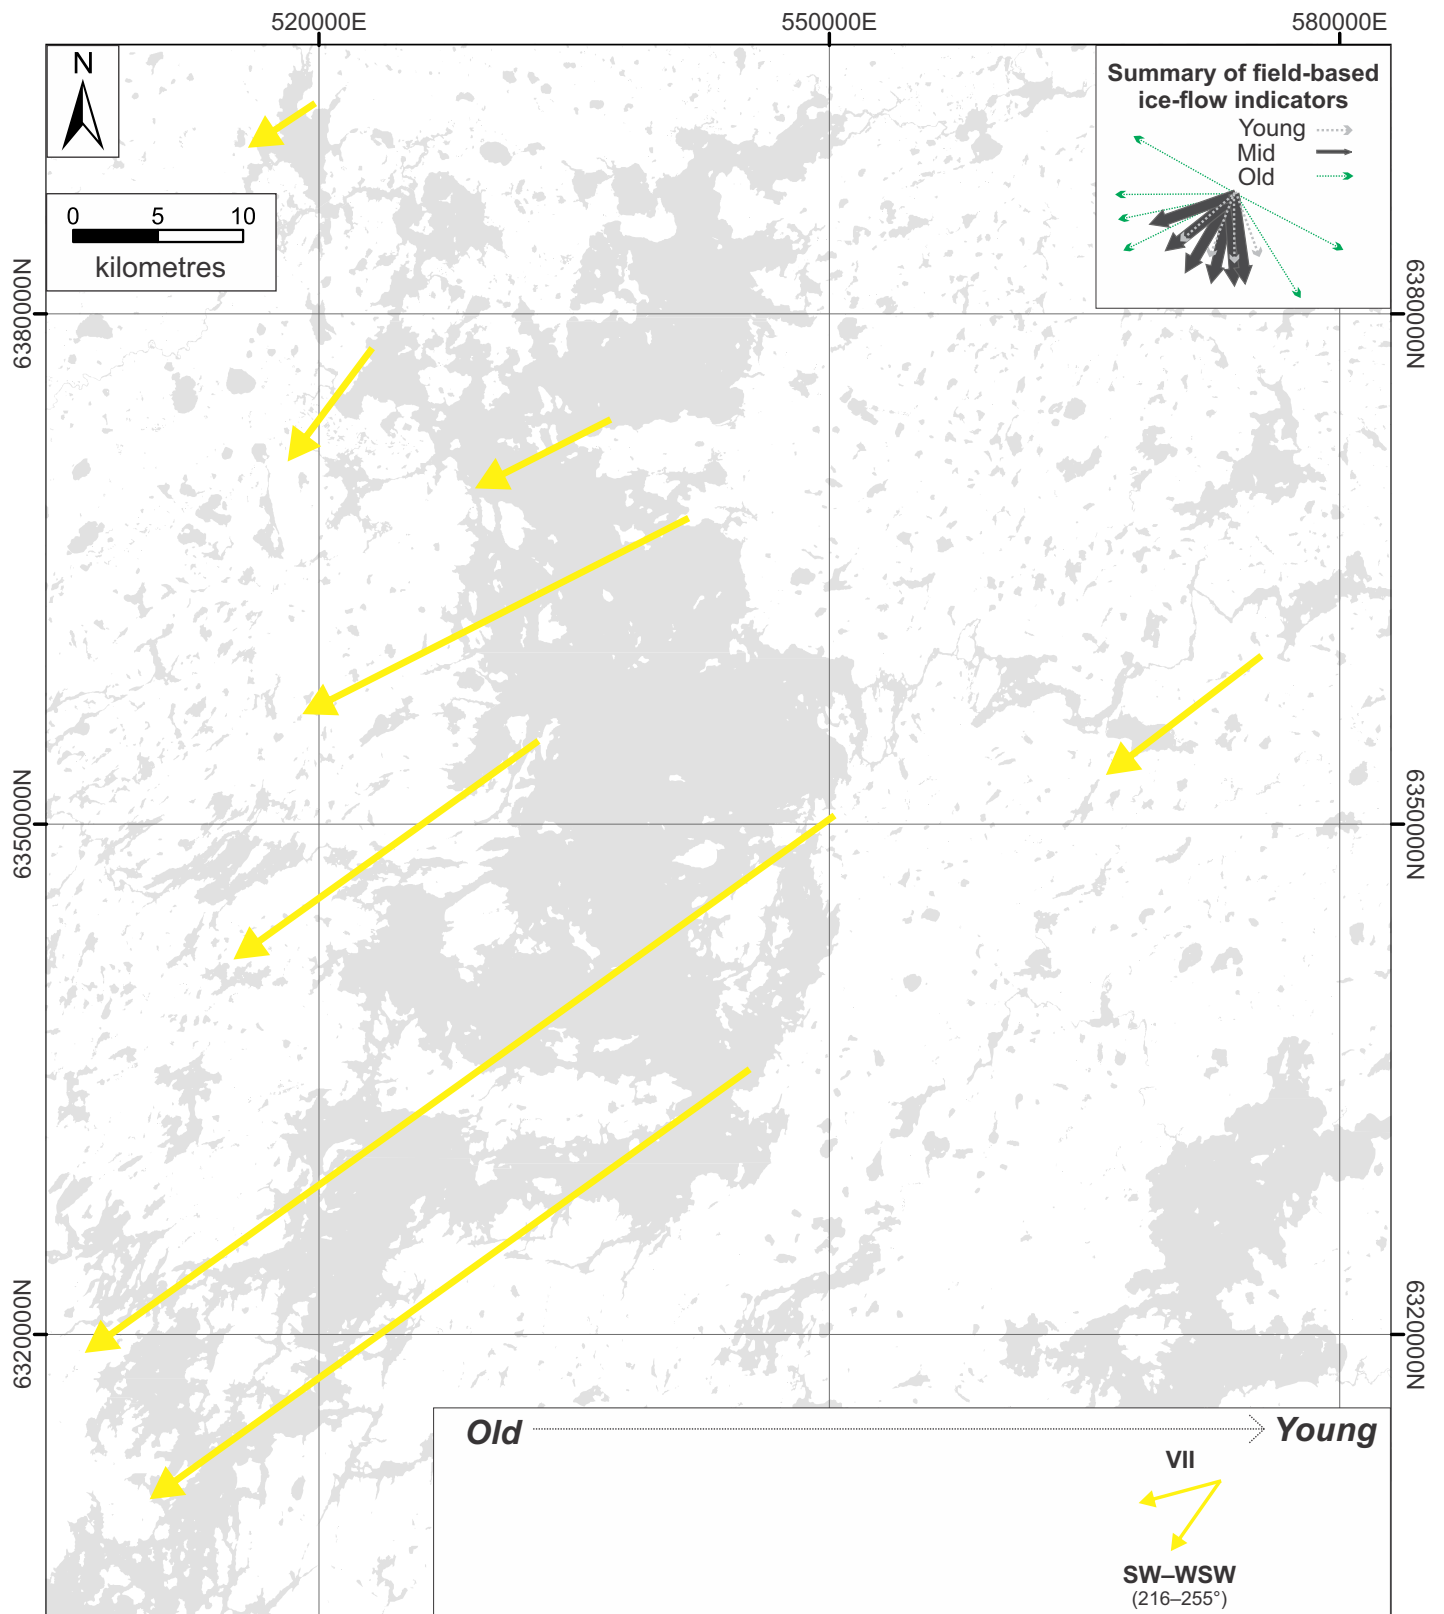 520000E 550000E 580000E
N
0 5 10
kilometres
Summary of field-based
ice-flow indicators
Young
Mid
Old
6380000N 6380000N
6350000N 6350000N
6320000N 6320000N
Old Young
VII
SW–WSW
(216–255°)